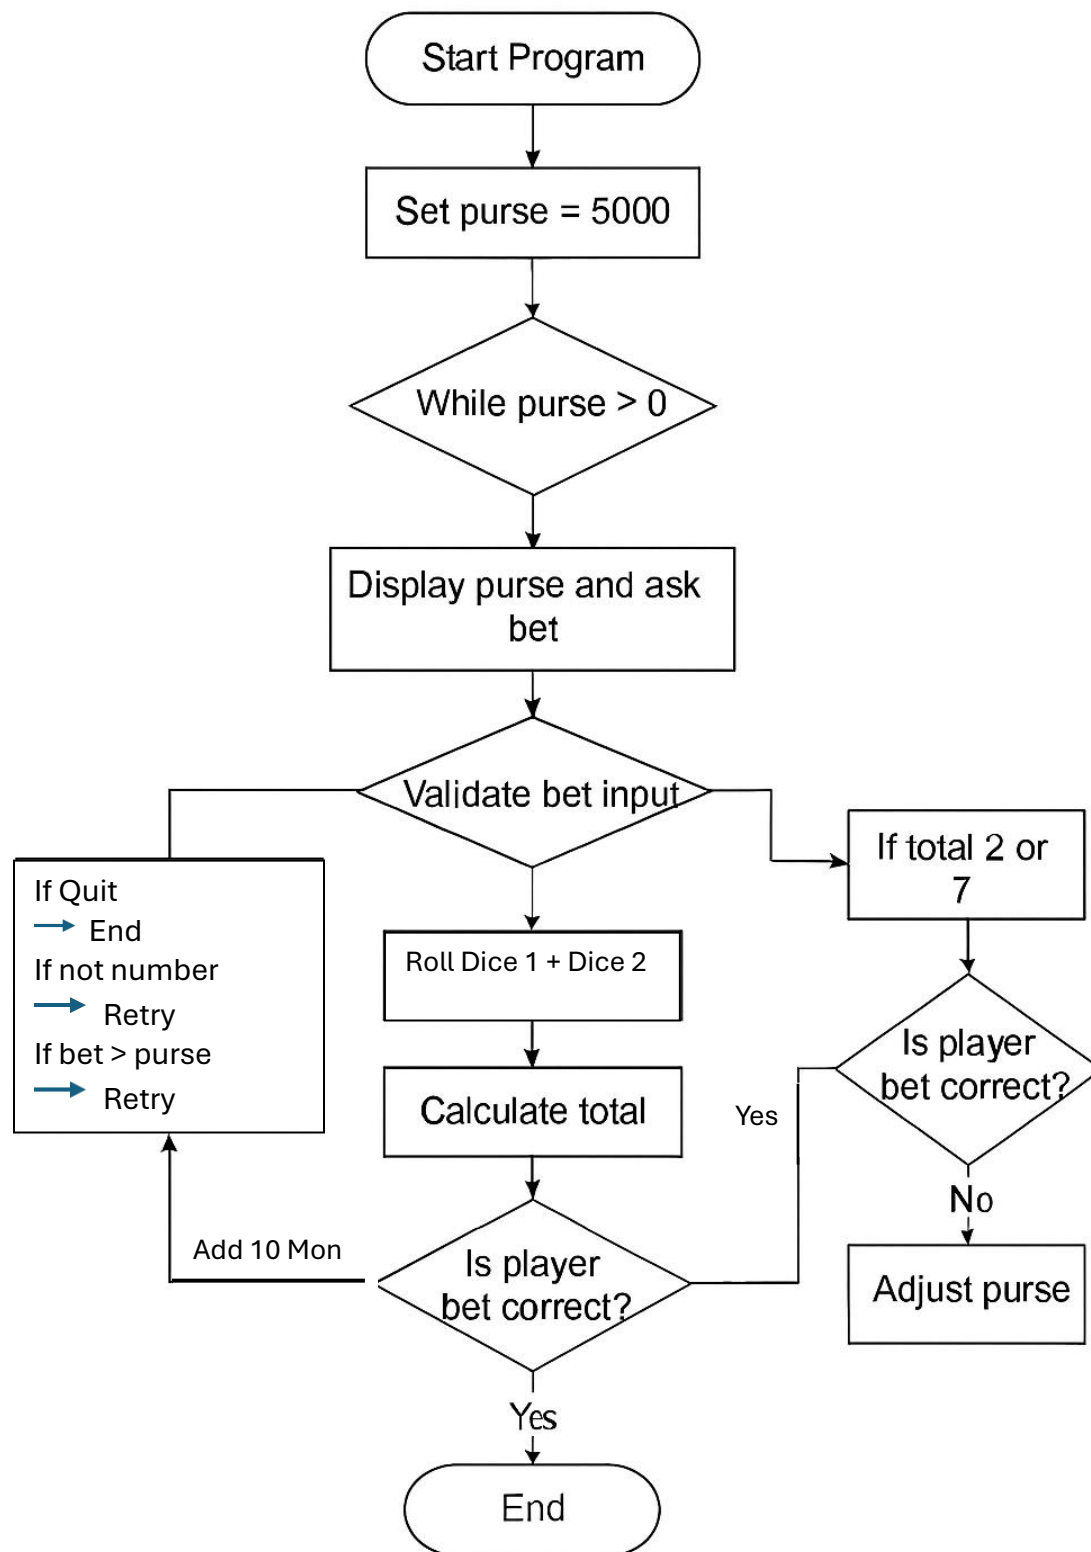 Start Program
Set purse = 5000
While purse > 0
Display purse and ask
bet
Validate bet input
If Quit
End
If not number
Retry
If bet > purse
Retry
Roll Dice 1 + Dice 2
Calculate total
Is player
bet correct?
Add 10 Mon
Yes
End
If total 2 or
7
Is player
bet correct?
Yes
No
Adjust purse